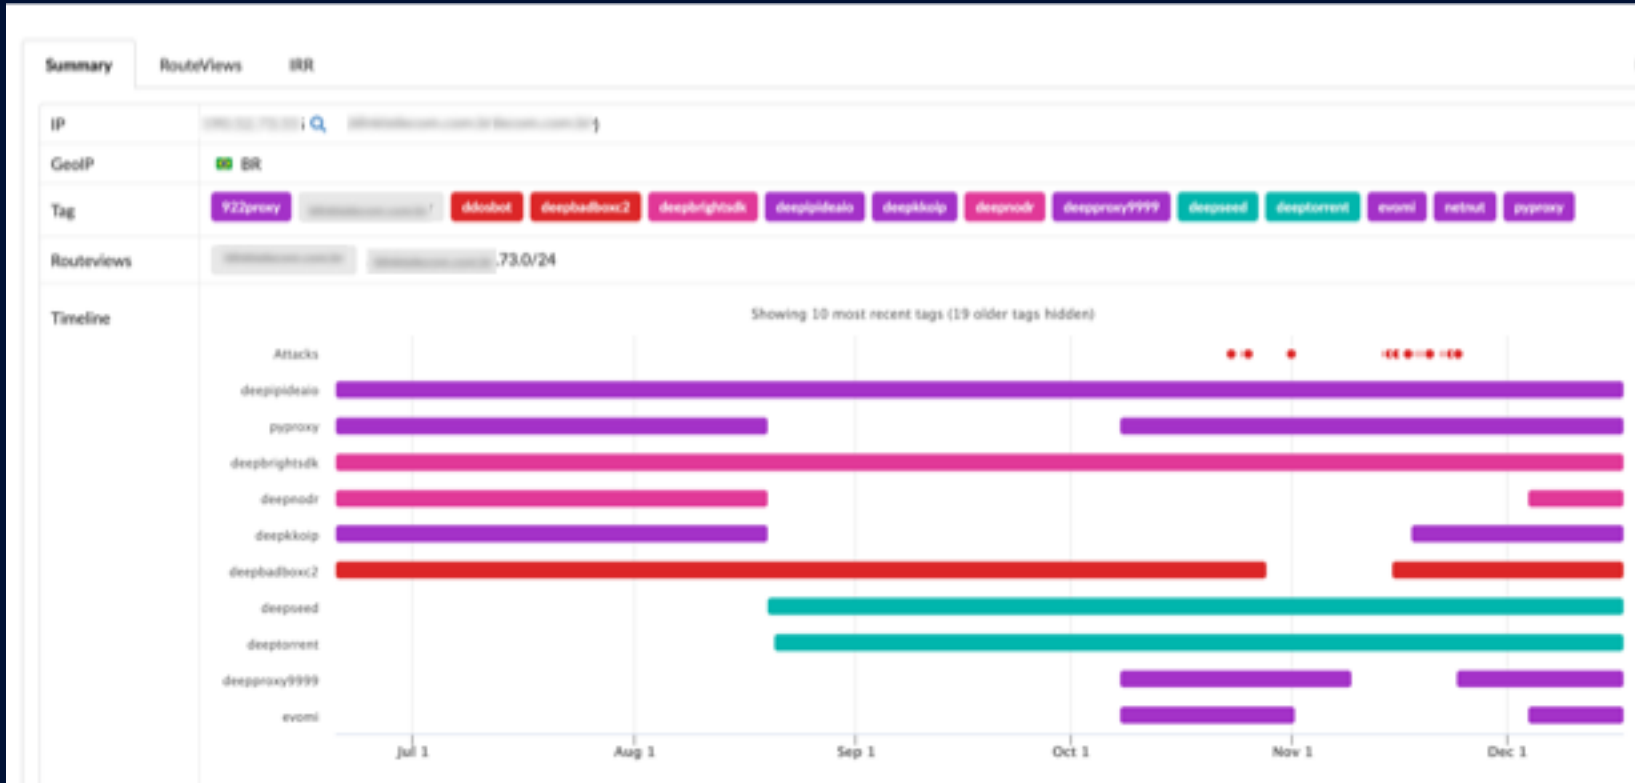 Summary RouteViews IRR
IP
GeoIP BR
Tag 922proxy ddosbot deepbadboxc2 deepbrightsdk deepipideaio deepkkoip deepnodr deepproxy9999 deepseed deeptorrent evomi netnut pyproxy
Routeviews .73.0/24
Timeline
Showing 10 most recent tags (19 older tags hidden)
Attacks
deepipideaio
pyproxy
deepbrightsdk
deepnodr
deepkkoip
deepbadboxc2
deepseed
deeptorrent
deepproxy9999
evomi
Jul 1 Aug 1 Sep 1 Oct 1 Nov 1 Dec 1